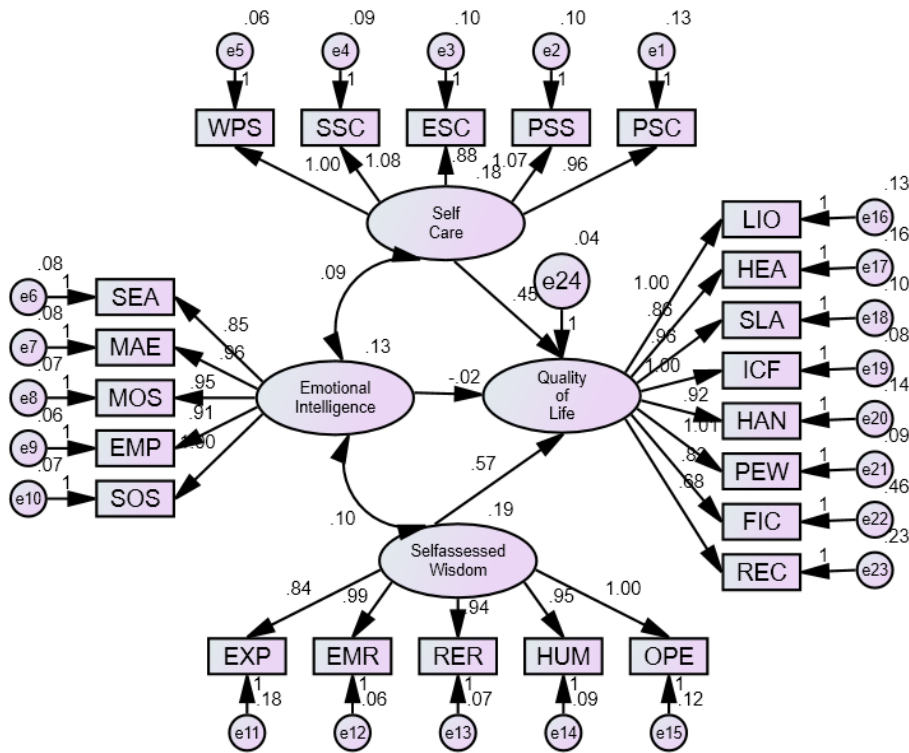 .06 .09 .10 .10 .13
e5 e4 e3 e2 e1
1 1 1 1 1
WPS SSC ESC PSS PSC
1.00 1.08 .88 1.07 .96
.18
Self
Care
.09
.45
.04
e24
1
.08 .08 .07 .06 .07
e6 1 SEA .85
e7 1 MAE .96
e8 1 MOS .95
e9 1 EMP .91
e10 1 SOS 1.00
.13
Emotional
Intelligence
-.02
Quality
of
Life
.13
1.00 LIO 1 e16
.16
.86 HEA 1 e17
.10
.96 SLA 1 e18
.08
1.00 ICF 1 e19
.14
.92 HAN 1 e20
.09
1.01 PEW 1 e21
.46
FIC 1 e22
.23
.68 REC 1 e23
.57
.10
.19
Selfassessed
Wisdom
.84 .99 .94 .95 1.00
EXP EMR RER HUM OPE
1 1 1 1 1
.18 .06 .07 .09 .12
e11 e12 e13 e14 e15